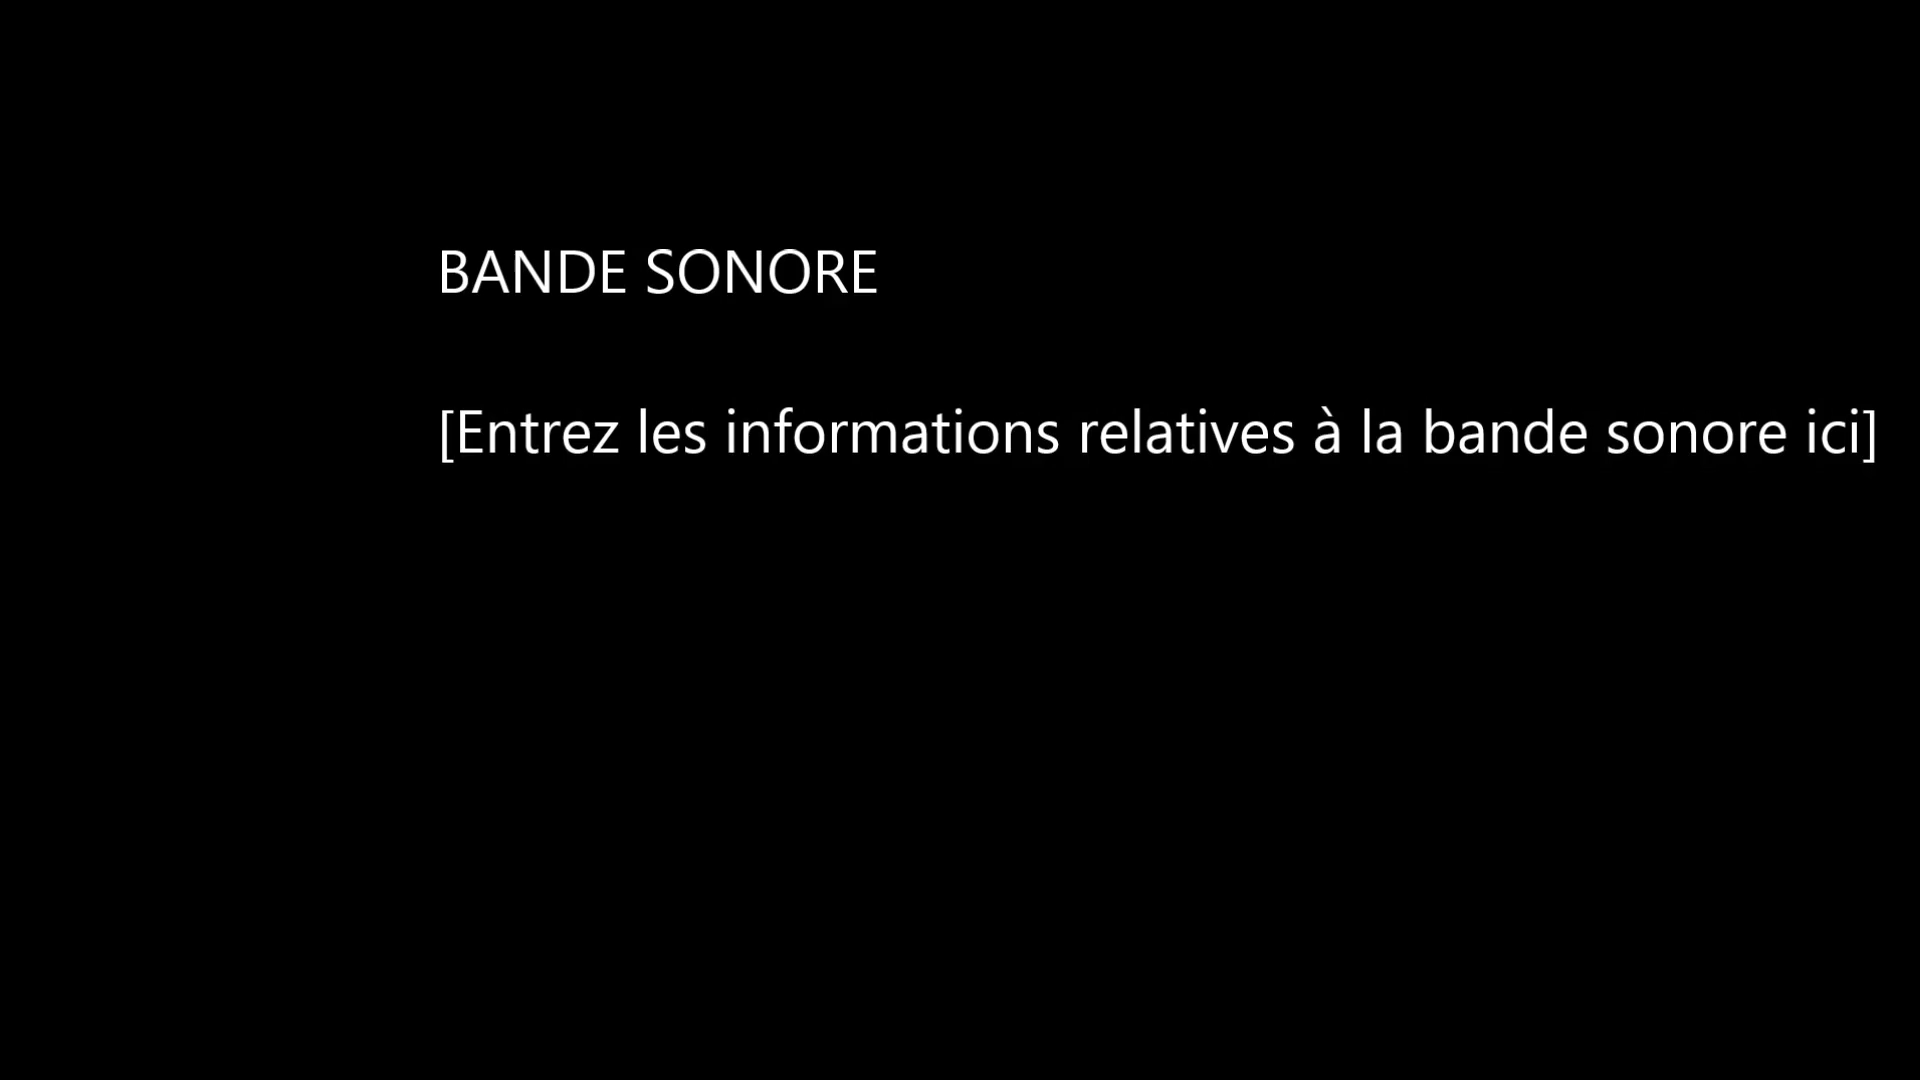 BANDE SONORE
[Entrez les informations relatives à la bande sonore ici]